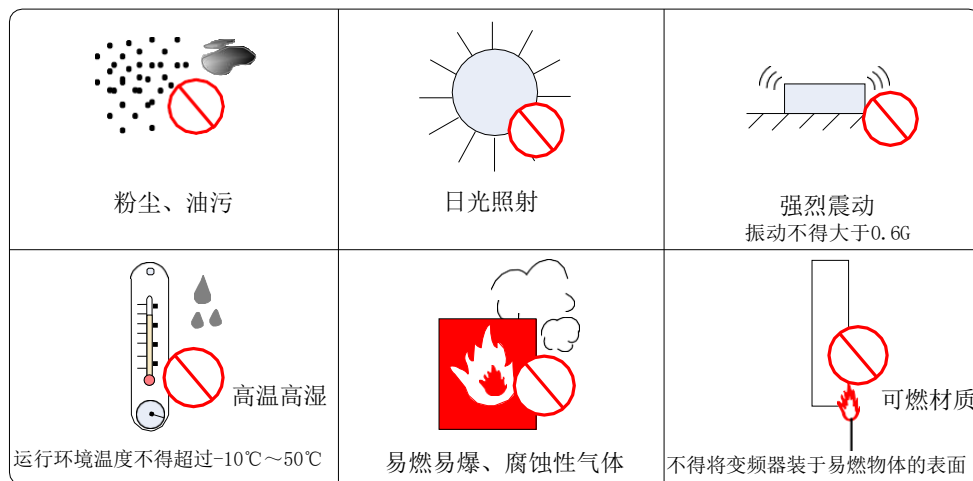 粉尘、油污
日光照射
强烈震动
振动不得大于0.6G
高温高湿
运行环境温度不得超过-10℃～50℃
易燃易爆、腐蚀性气体
可燃材质
不得将变频器装于易燃物体的表面